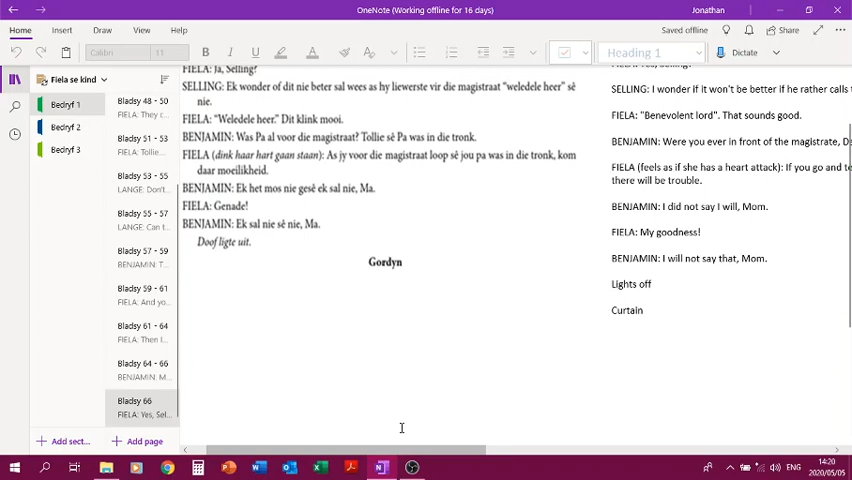 OneNote (Working offline for 16 days)
Jonathan
Home Insert Draw View Help
Saved offline Share
Calibri 11 B I U Heading 1 Dictate
Fiela se kind
Bedryf 1
Bedryf 2
Bedryf 3
Bladsy 48 - 50
FIELA: They c...
Bladsy 51 - 53
FIELA: Tollie...
Bladsy 53 - 55
LANGE: Don't...
Bladsy 55 - 57
LANGE: Can t...
Bladsy 57 - 59
BENJAMIN: T...
Bladsy 59 - 61
FIELA: And yo...
Bladsy 61 - 64
FIELA: Then I...
Bladsy 64 - 66
BENJAMIN: M...
Bladsy 66
FIELA: Yes, Sel...
Add sect...
Add page
FIELA: Ja, Selling?
SELLING: Ek wonder of dit nie beter sal wees as hy liewerste vir die magistraat “weledele heer” sê
nie.
FIELA: “Weledele heer.” Dit klink mooi.
BENJAMIN: Was Pa al voor die magistraat? Tollie sê Pa was in die tronk.
FIELA (dink haar hart gaan staan): As jy voor die magistraat loop sê jou pa was in die tronk, kom
daar moeilikheid.
BENJAMIN: Ek het mos nie gesê ek sal nie, Ma.
FIELA: Genade!
BENJAMIN: Ek sal nie sê nie, Ma.
Doof ligte uit.
Gordyn
FIELA: Yes, Selling?
SELLING: I wonder if it won't be better if he rather calls t
FIELA: "Benevolent lord". That sounds good.
BENJAMIN: Were you ever in front of the magistrate, Da
FIELA (feels as if she has a heart attack): If you go and te
there will be trouble.
BENJAMIN: I did not say I will, Mom.
FIELA: My goodness!
BENJAMIN: I will not say that, Mom.
Lights off
Curtain
ENG
14:20
2020/05/05